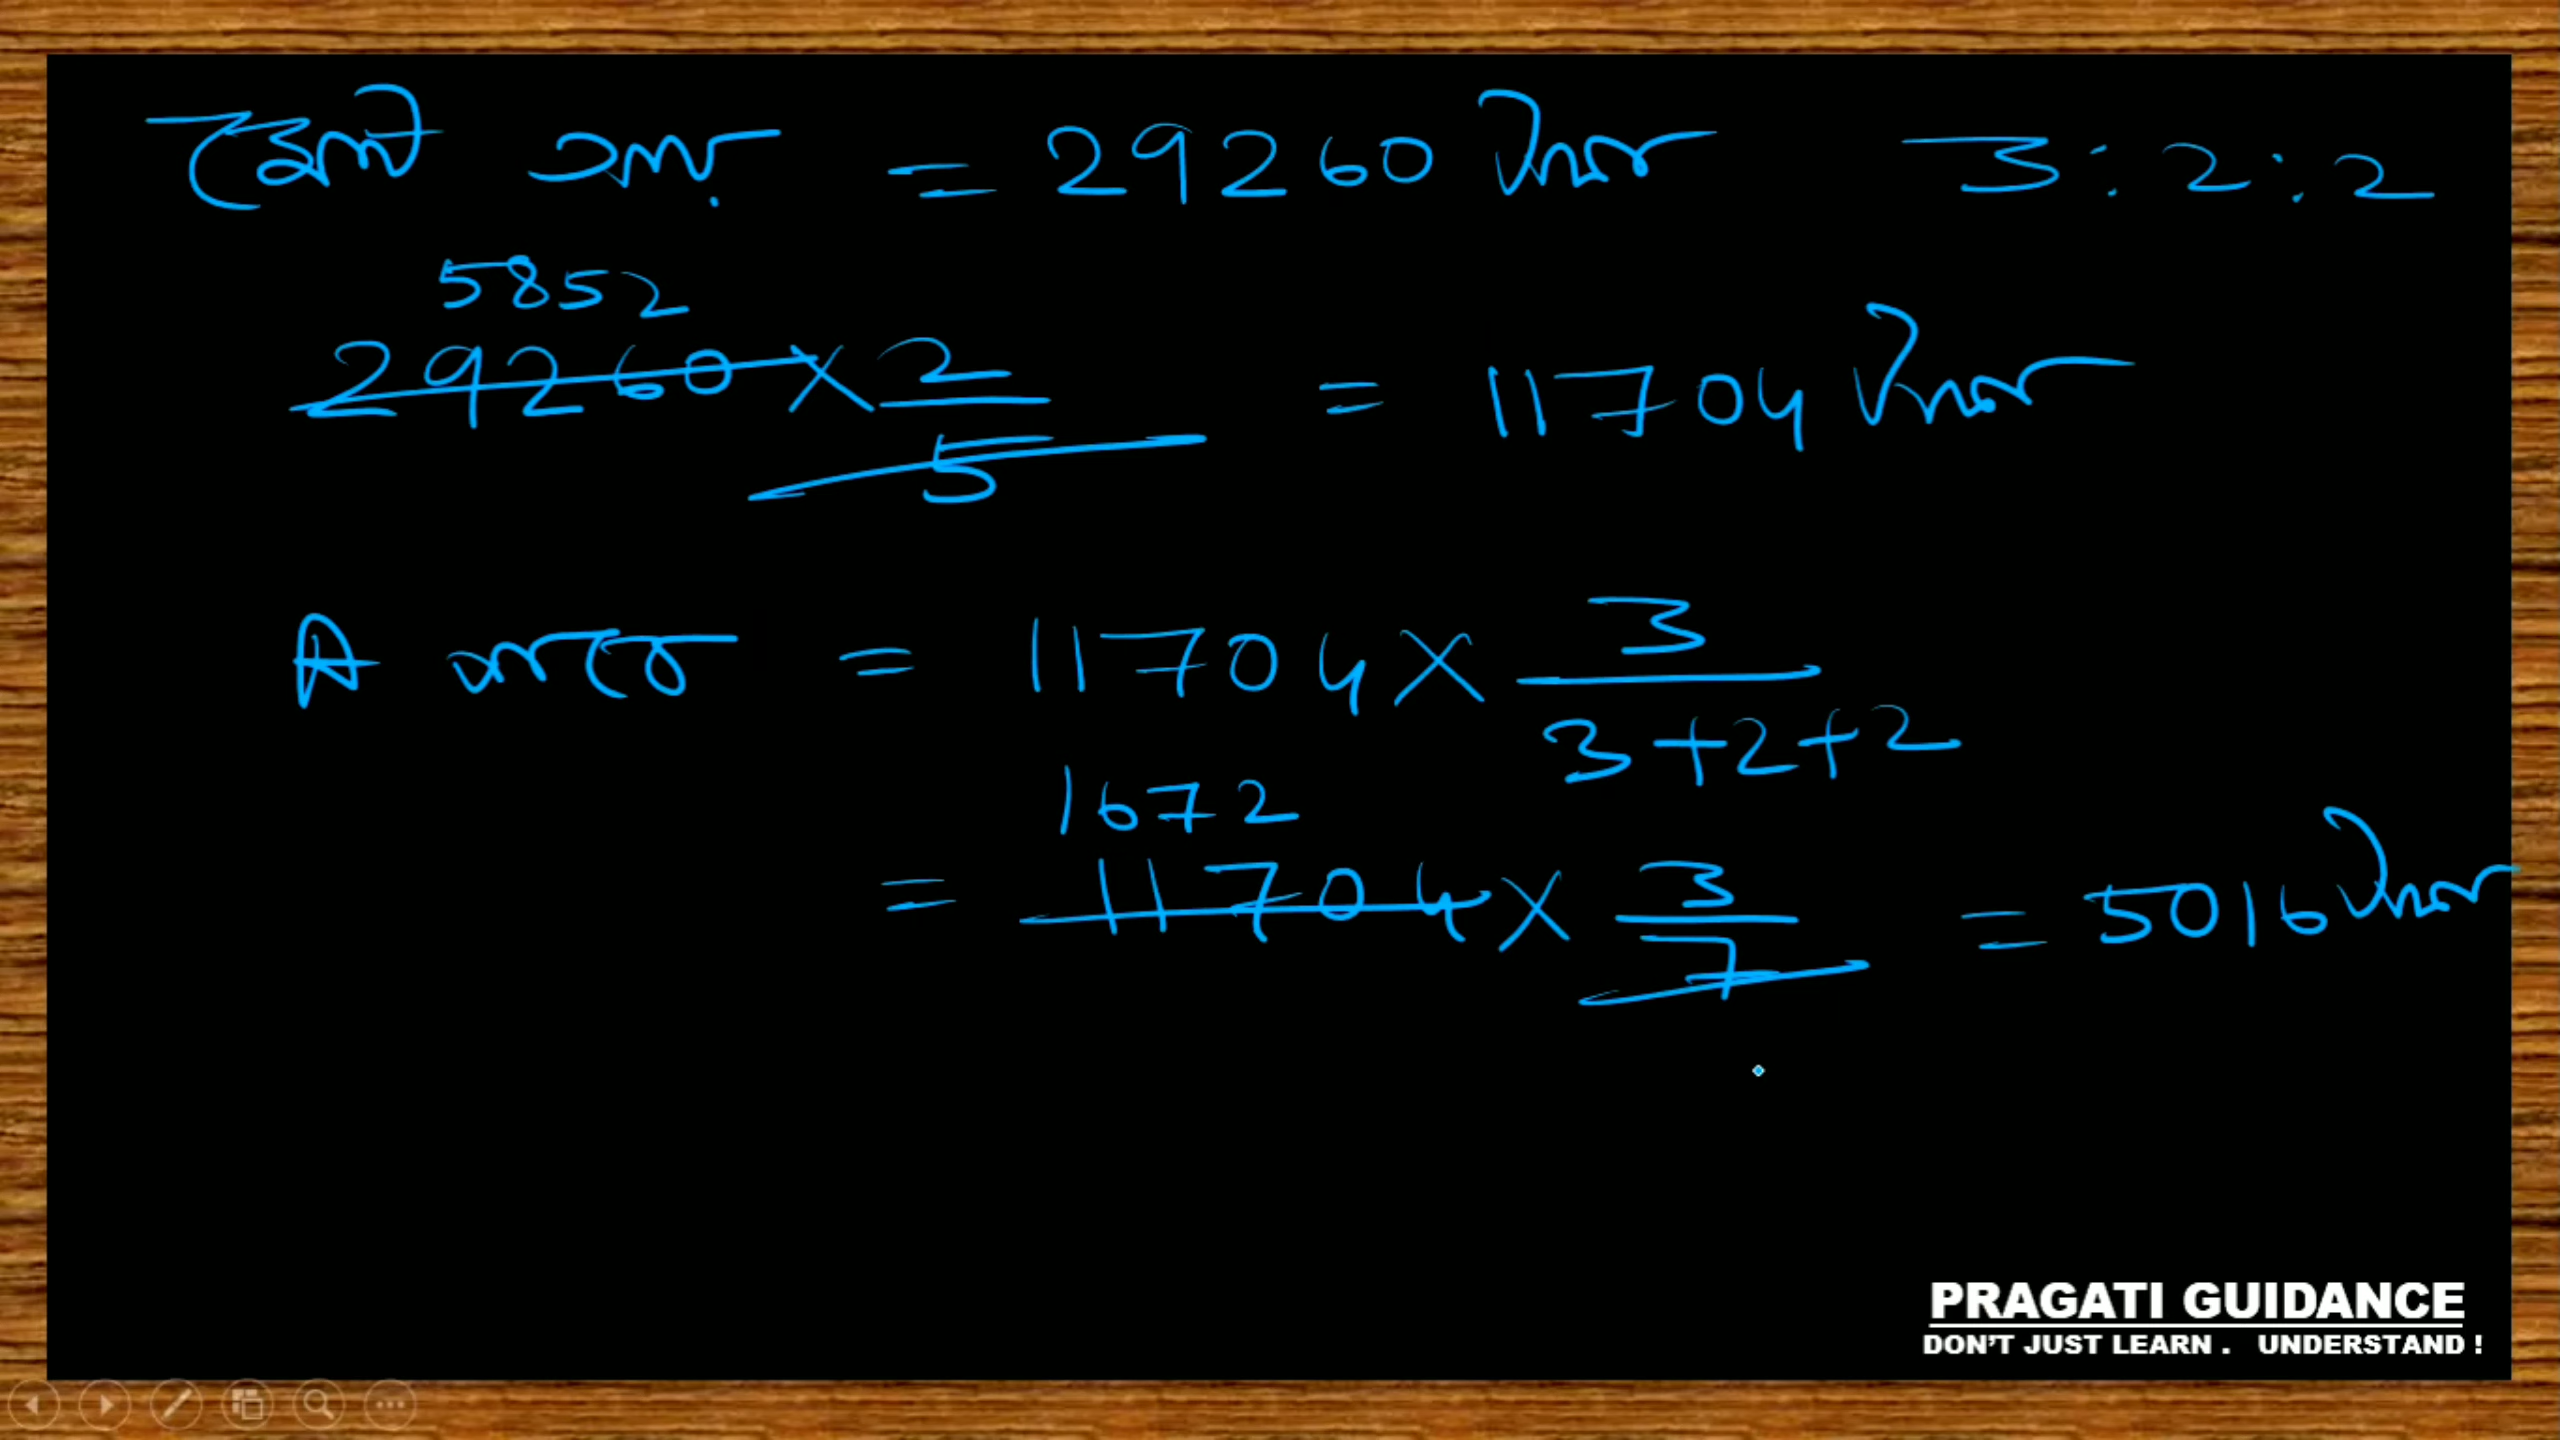 = 29260 3:2:2
5852
29260 × 2/5 = 11704
A = 11704 × 3/3+2+2
1672
= 11704 × 3/7 = 5016
PRAGATI GUIDANCE
DON'T JUST LEARN . UNDERSTAND !